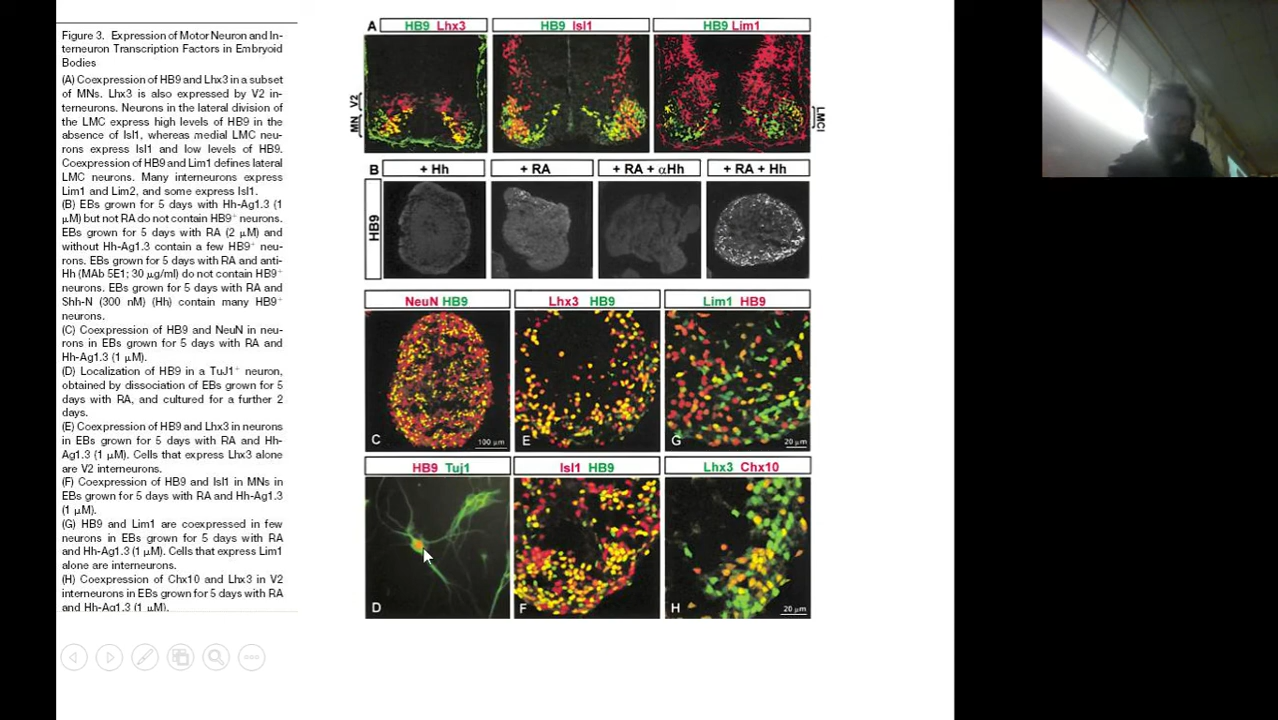 Figure 3. Expression of Motor Neuron and In-
terneuron Transcription Factors in Embryoid
Bodies
(A) Coexpression of HB9 and Lhx3 in a subset
of MNs. Lhx3 is also expressed by V2 in-
terneurons. Neurons in the lateral division of
the LMC express high levels of HB9 in the
absence of Isl1, whereas medial LMC neu-
rons express Isl1 and low levels of HB9.
Coexpression of HB9 and Lim1 defines lateral
LMC neurons. Many interneurons express
Lim1 and Lim2, and some express Isl1.
(B) EBs grown for 5 days with Hh-Ag1.3 (1
μM) but not RA do not contain HB9⁺ neurons.
EBs grown for 5 days with RA (2 μM) and
without Hh-Ag1.3 contain a few HB9⁺ neu-
rons. EBs grown for 5 days with RA and anti-
Hh (MAb 5E1; 30 μg/ml) do not contain HB9⁺
neurons. EBs grown for 5 days with RA and
Shh-N (300 nM) (Hh) contain many HB9⁺
neurons.
(C) Coexpression of HB9 and NeuN in neu-
rons in EBs grown for 5 days with RA and
Hh-Ag1.3 (1 μM).
(D) Localization of HB9 in a TuJ1⁺ neuron,
obtained by dissociation of EBs grown for 5
days with RA, and cultured for a further 2
days.
(E) Coexpression of HB9 and Lhx3 in neurons
in EBs grown for 5 days with RA and Hh-
Ag1.3 (1 μM). Cells that express Lhx3 alone
are V2 interneurons.
(F) Coexpression of HB9 and Isl1 in MNs in
EBs grown for 5 days with RA and Hh-Ag1.3
(1 μM).
(G) HB9 and Lim1 are coexpressed in few
neurons in EBs grown for 5 days with RA
and Hh-Ag1.3 (1 μM). Cells that express Lim1
alone are interneurons.
(H) Coexpression of Chx10 and Lhx3 in V2
interneurons in EBs grown for 5 days with RA
and Hh-Ag1.3 (1 μM).
A HB9 Lhx3 HB9 Isl1 HB9 Lim1
V2
MN
LMCl
B + Hh + RA + RA + αHh + RA + Hh
HB9
NeuN HB9 Lhx3 HB9 Lim1 HB9
C 100 μm E G 20 μm
HB9 Tuj1 Isl1 HB9 Lhx3 Chx10
D F H 20 μm